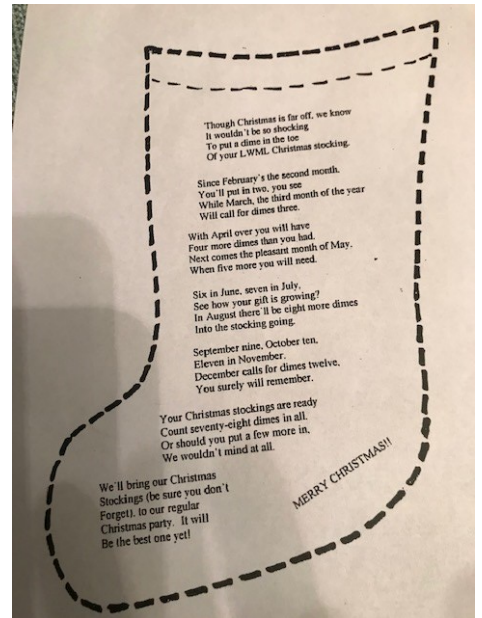 'Though Christmas is far off, we know
It wouldn't be so shocking
To put a dime in the toe
Of your LWML Christmas stocking.
Since February's the second month,
You'll put in two, you see
While March, the third month of the year
Will call for dimes three.
With April over you will have
Four more dimes than you had.
Next comes the pleasant month of May,
When five more you will need.
Six in June, seven in July,
See how your gift is growing?
In August there'll be eight more dimes
Into the stocking going.
September nine, October ten,
Eleven in November.
December calls for dimes twelve,
You surely will remember.
Your Christmas stockings are ready
Count seventy-eight dimes in all.
Or should you put a few more in,
We wouldn't mind at all.
We'll bring our Christmas
Stockings (be sure you don't
Forget), to our regular
Christmas party. It will
Be the best one yet!
MERRY CHRISTMAS!!